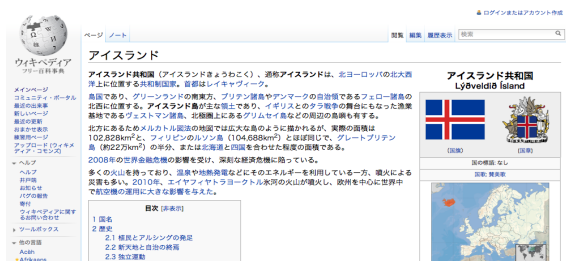 ログインまたはアカウント作成
ページ ノート
閲覧 編集 履歴表示 検索
ウィキペディア
フリー百科事典
メインページ
コミュニティ・ポータル
最近の出来事
新しいページ
最近の更新
おまかせ表示
練習用ページ
アップロード (ウィキメディア・コモンズ)
ヘルプ
ヘルプ
井戸端
お知らせ
バグの報告
寄付
ウィキペディアに関するお問い合わせ
ツールボックス
他の言語
Acèh
Afrikaans
アイスランド
アイスランド共和国（アイスランドきょうわこく）、通称アイスランドは、北ヨーロッパの北大西
洋上に位置する共和制国家。首都はレイキャヴィーク。
島国であり、グリーンランドの南東方、ブリテン諸島やデンマークの自治領であるフェロー諸島の
北西に位置する。アイスランド島が主な領土であり、イギリスとのタラ戦争の舞台にもなった漁業
基地であるヴェストマン諸島、北極圏上にあるグリムセイ島などの周辺の島嶼も有する。
北方にあるためメルカトル図法の地図では広大な島のように描かれるが、実際の面積は
102,828km²と、フィリピンのルソン島（104,688km²）とほぼ同じで、グレートブリテン
島（約22万km²）の半分、または北海道と四国を合わせた程度の面積である。
2008年の世界金融危機の影響を受け、深刻な経済危機に陥っている。
多くの火山を持っており、温泉や地熱発電などにそのエネルギーを利用している一方、噴火による
災害も多い。2010年、エイヤフィヤトラヨークトル氷河の火山が噴火し、欧州を中心に世界中
で航空機の運用に大きな影響を与えた。
目次 [非表示]
1 国名
2 歴史
2.1 植民とアルシングの発足
2.2 新天地と自治の終焉
2.3 独立運動
アイスランド共和国
Lýðveldið Ísland
(国旗) (国章)
国の標語: なし
国歌: 賛美歌